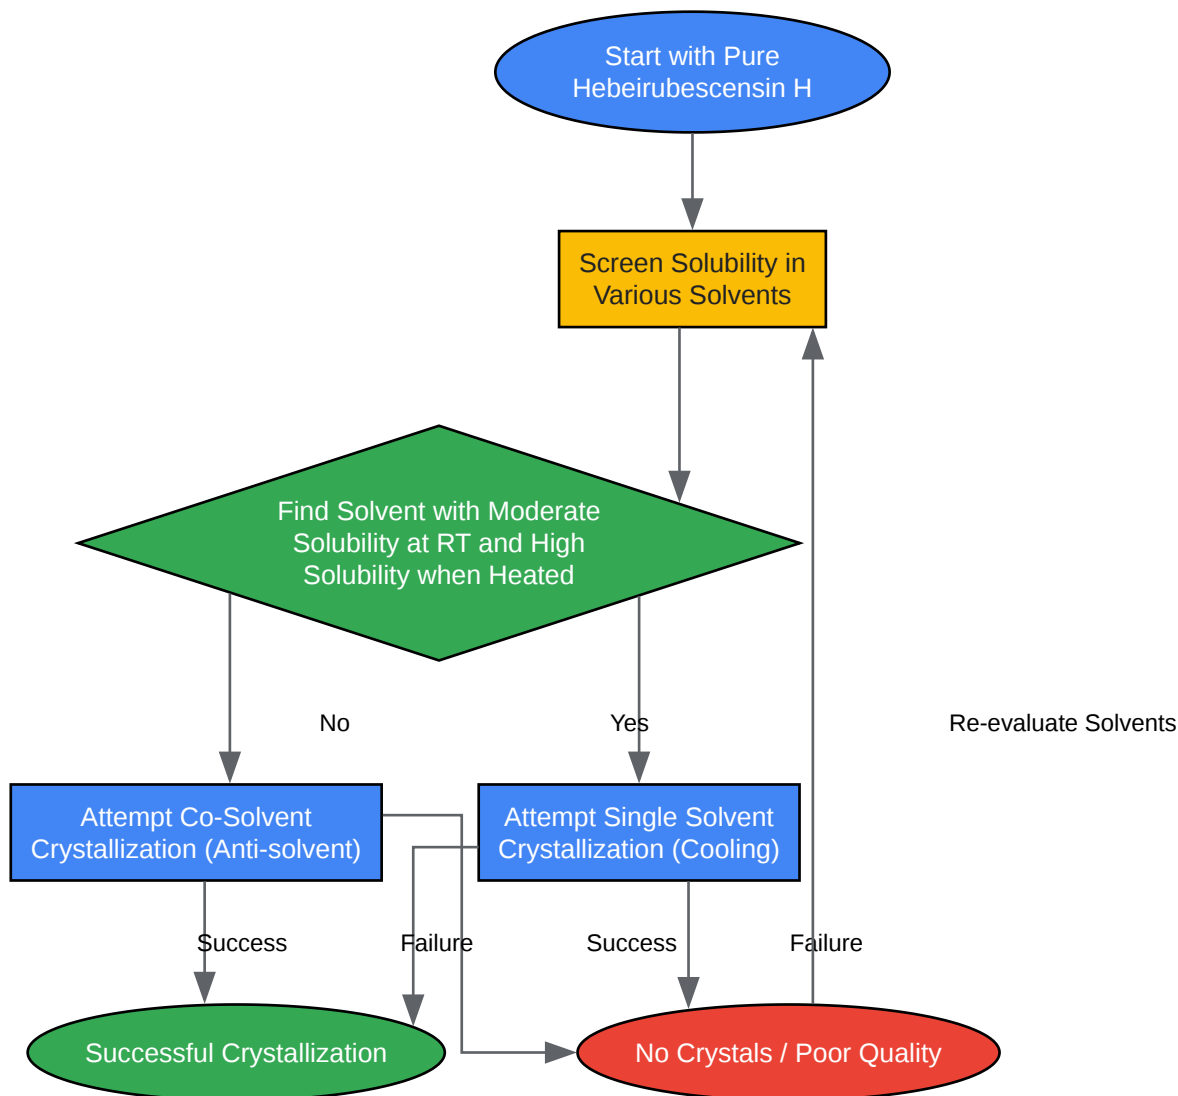 Start with Pure
Hebeirubescensin H
Screen Solubility in
Various Solvents
Find Solvent with Moderate
Solubility at RT and High
Solubility when Heated
No
Yes
Re-evaluate Solvents
Attempt Co-Solvent
Crystallization (Anti-solvent)
Attempt Single Solvent
Crystallization (Cooling)
Success
Failure
Success
Failure
Successful Crystallization
No Crystals / Poor Quality